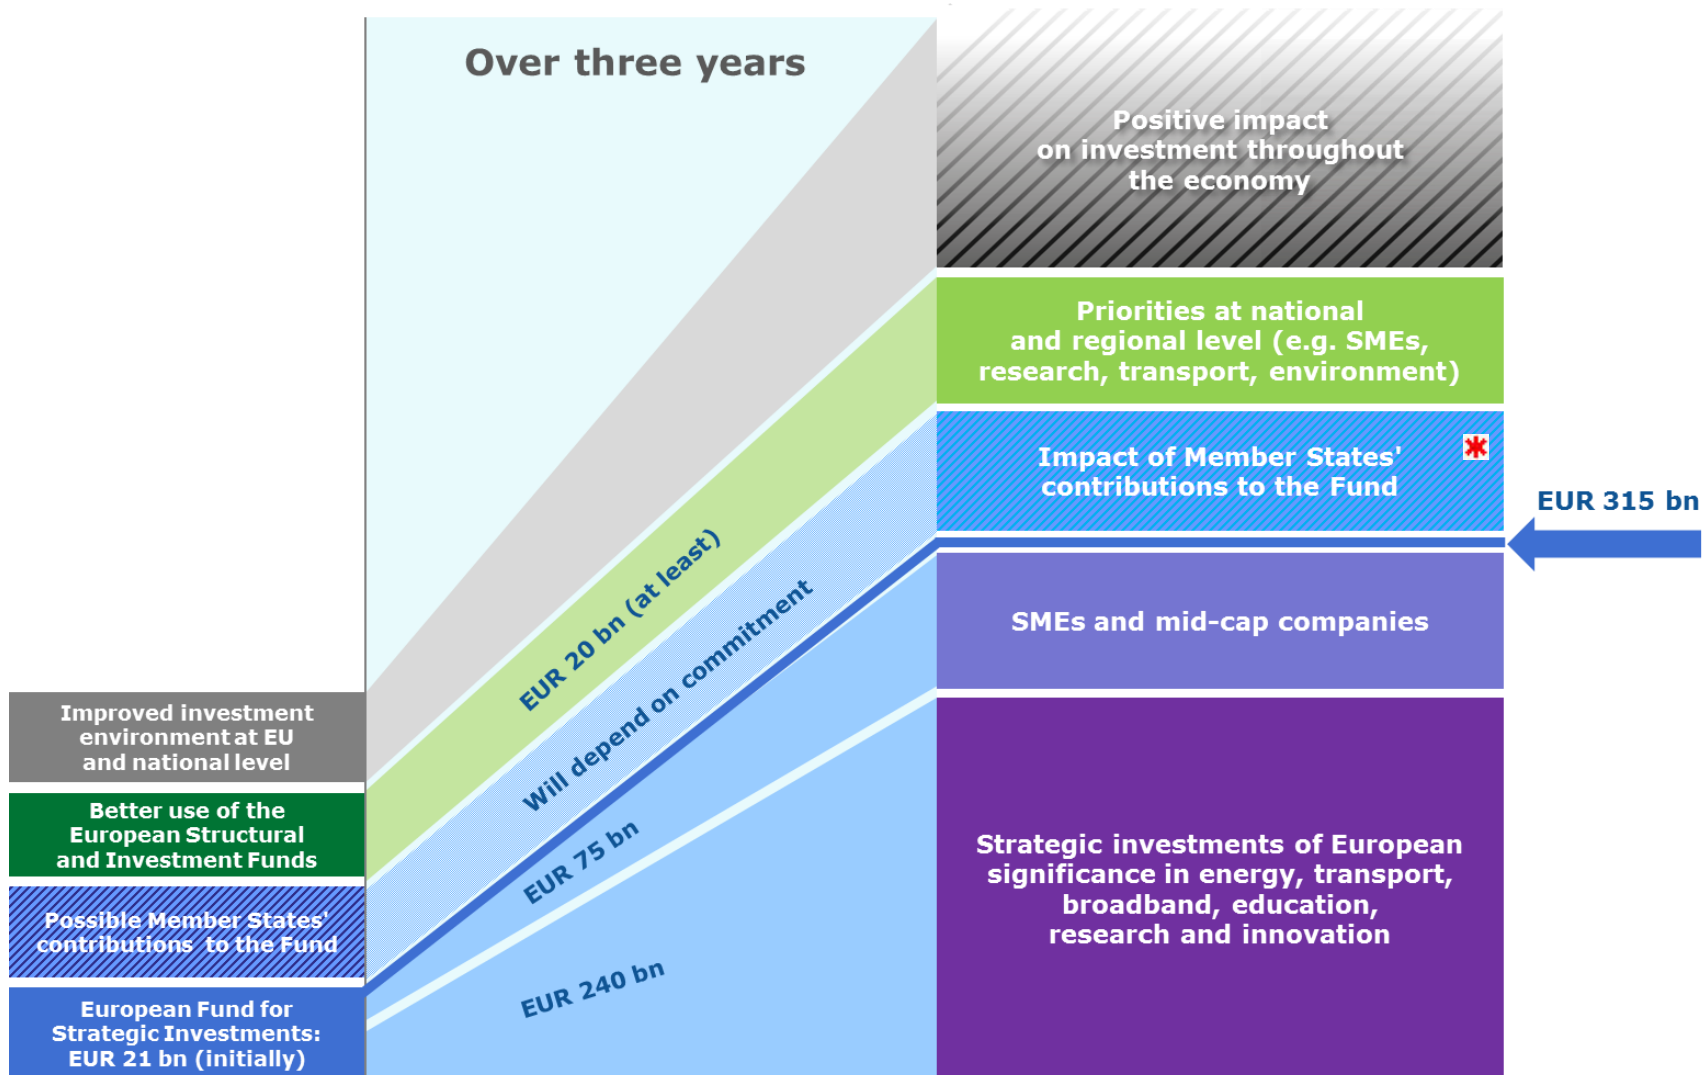 Over three years
Positive impact
on investment throughout
the economy
Priorities at national
and regional level (e.g. SMEs,
research, transport, environment)
Impact of Member States'
contributions to the Fund
EUR 315 bn
SMEs and mid-cap companies
Strategic investments of European
significance in energy, transport,
broadband, education,
research and innovation
EUR 20 bn (at least)
Will depend on commitment
EUR 75 bn
EUR 240 bn
Improved investment
environment at EU
and national level
Better use of the
European Structural
and Investment Funds
Possible Member States'
contributions to the Fund
European Fund for
Strategic Investments:
EUR 21 bn (initially)